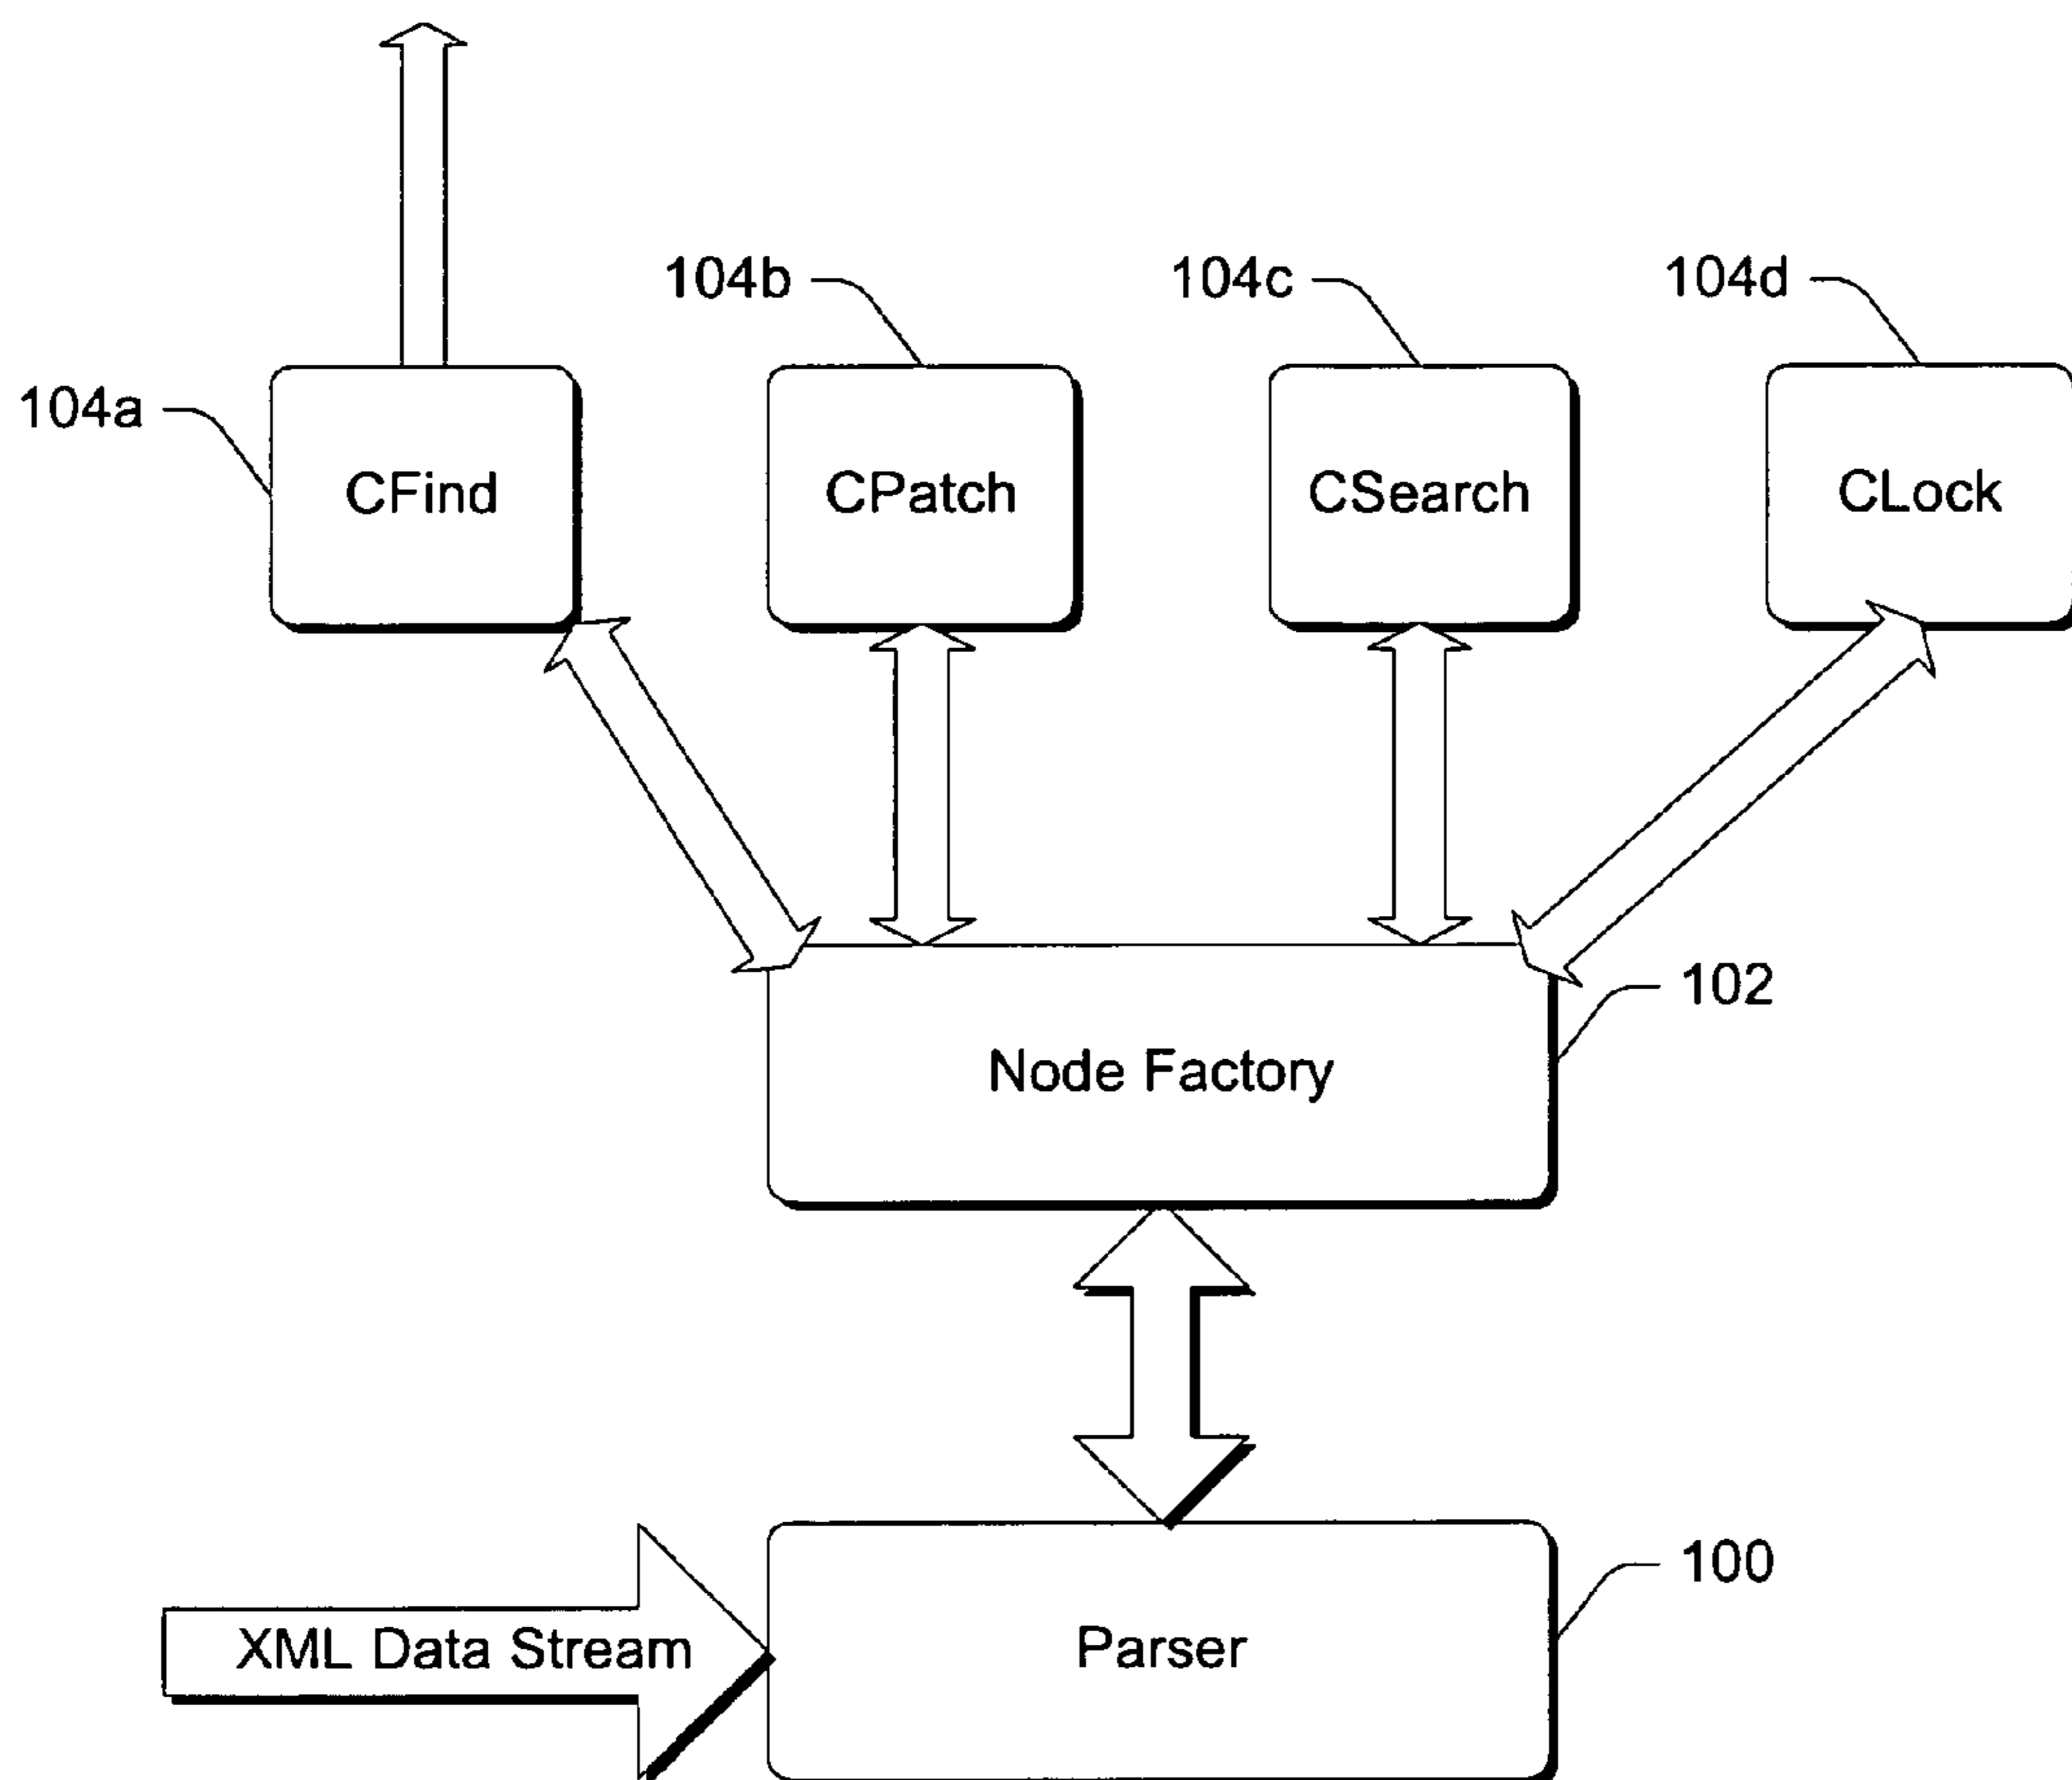 104b
104c
104d
104a
CFind
CPatch
CSearch
CLock
102
Node Factory
100
XML Data Stream
Parser